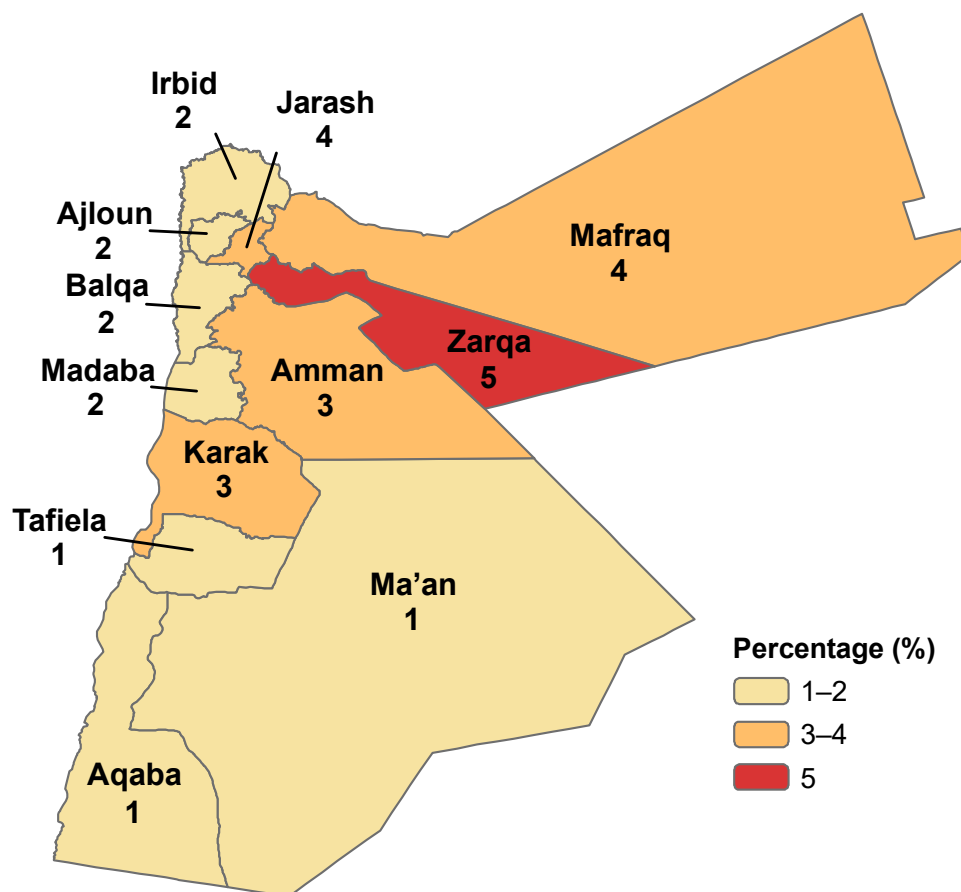 Irbid
2
Jarash
4
Ajloun
2
Mafraq
4
Balqa
2
Zarqa
5
Madaba
2
Amman
3
Karak
3
Tafiela
1
Ma’an
1
Aqaba
1
Percentage (%)
1–2
3–4
5